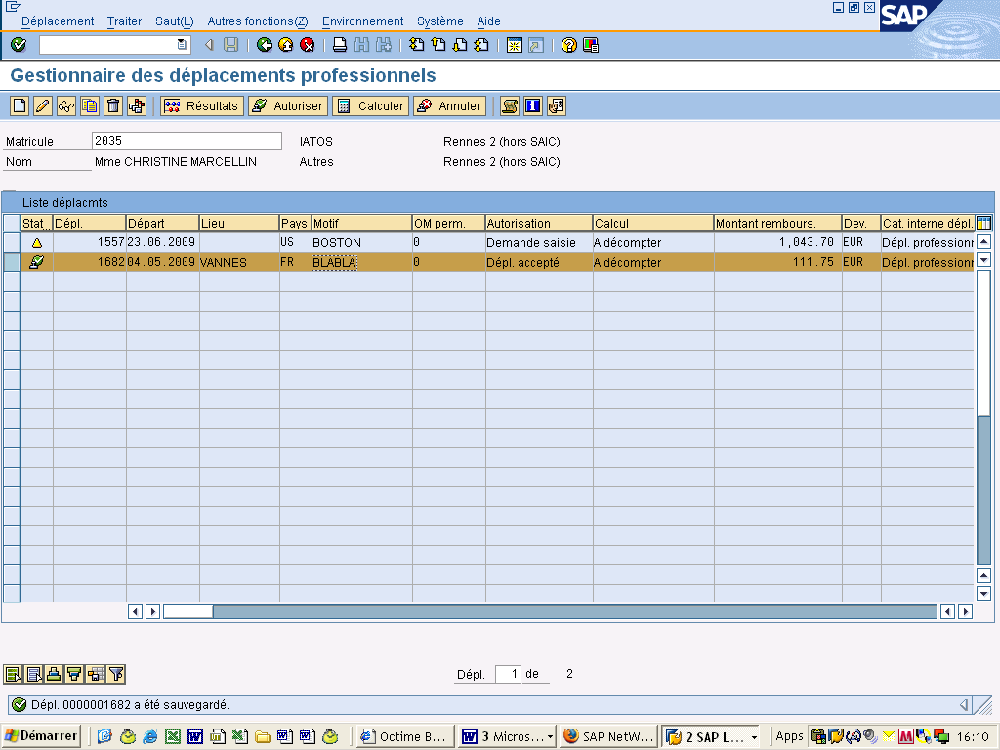 Déplacement Traiter Saut(L) Autres fonctions(Z) Environnement Système Aide
SAP
Gestionnaire des déplacements professionnels
Résultats Autoriser Calculer Annuler
Matricule 2035 IATOS Rennes 2 (hors SAIC)
Nom Mme CHRISTINE MARCELLIN Autres Rennes 2 (hors SAIC)
Liste déplacmts
Stat Dépl. Départ Lieu Pays Motif OM perm. Autorisation Calcul Montant rembours. Dev. Cat. interne dépl.
1557 23.06.2009 US BOSTON 0 Demande saisie A décompter 1,043.70 EUR Dépl. professionn
1682 04.05.2009 VANNES FR BLABLA 0 Dépl. accepté A décompter 111.75 EUR Dépl. professionn
Dépl. 1 de 2
Dépl. 0000001682 a été sauvegardé.
Démarrer Octime B... 3 Micros... SAP NetW... 2 SAP L... Apps 16:10